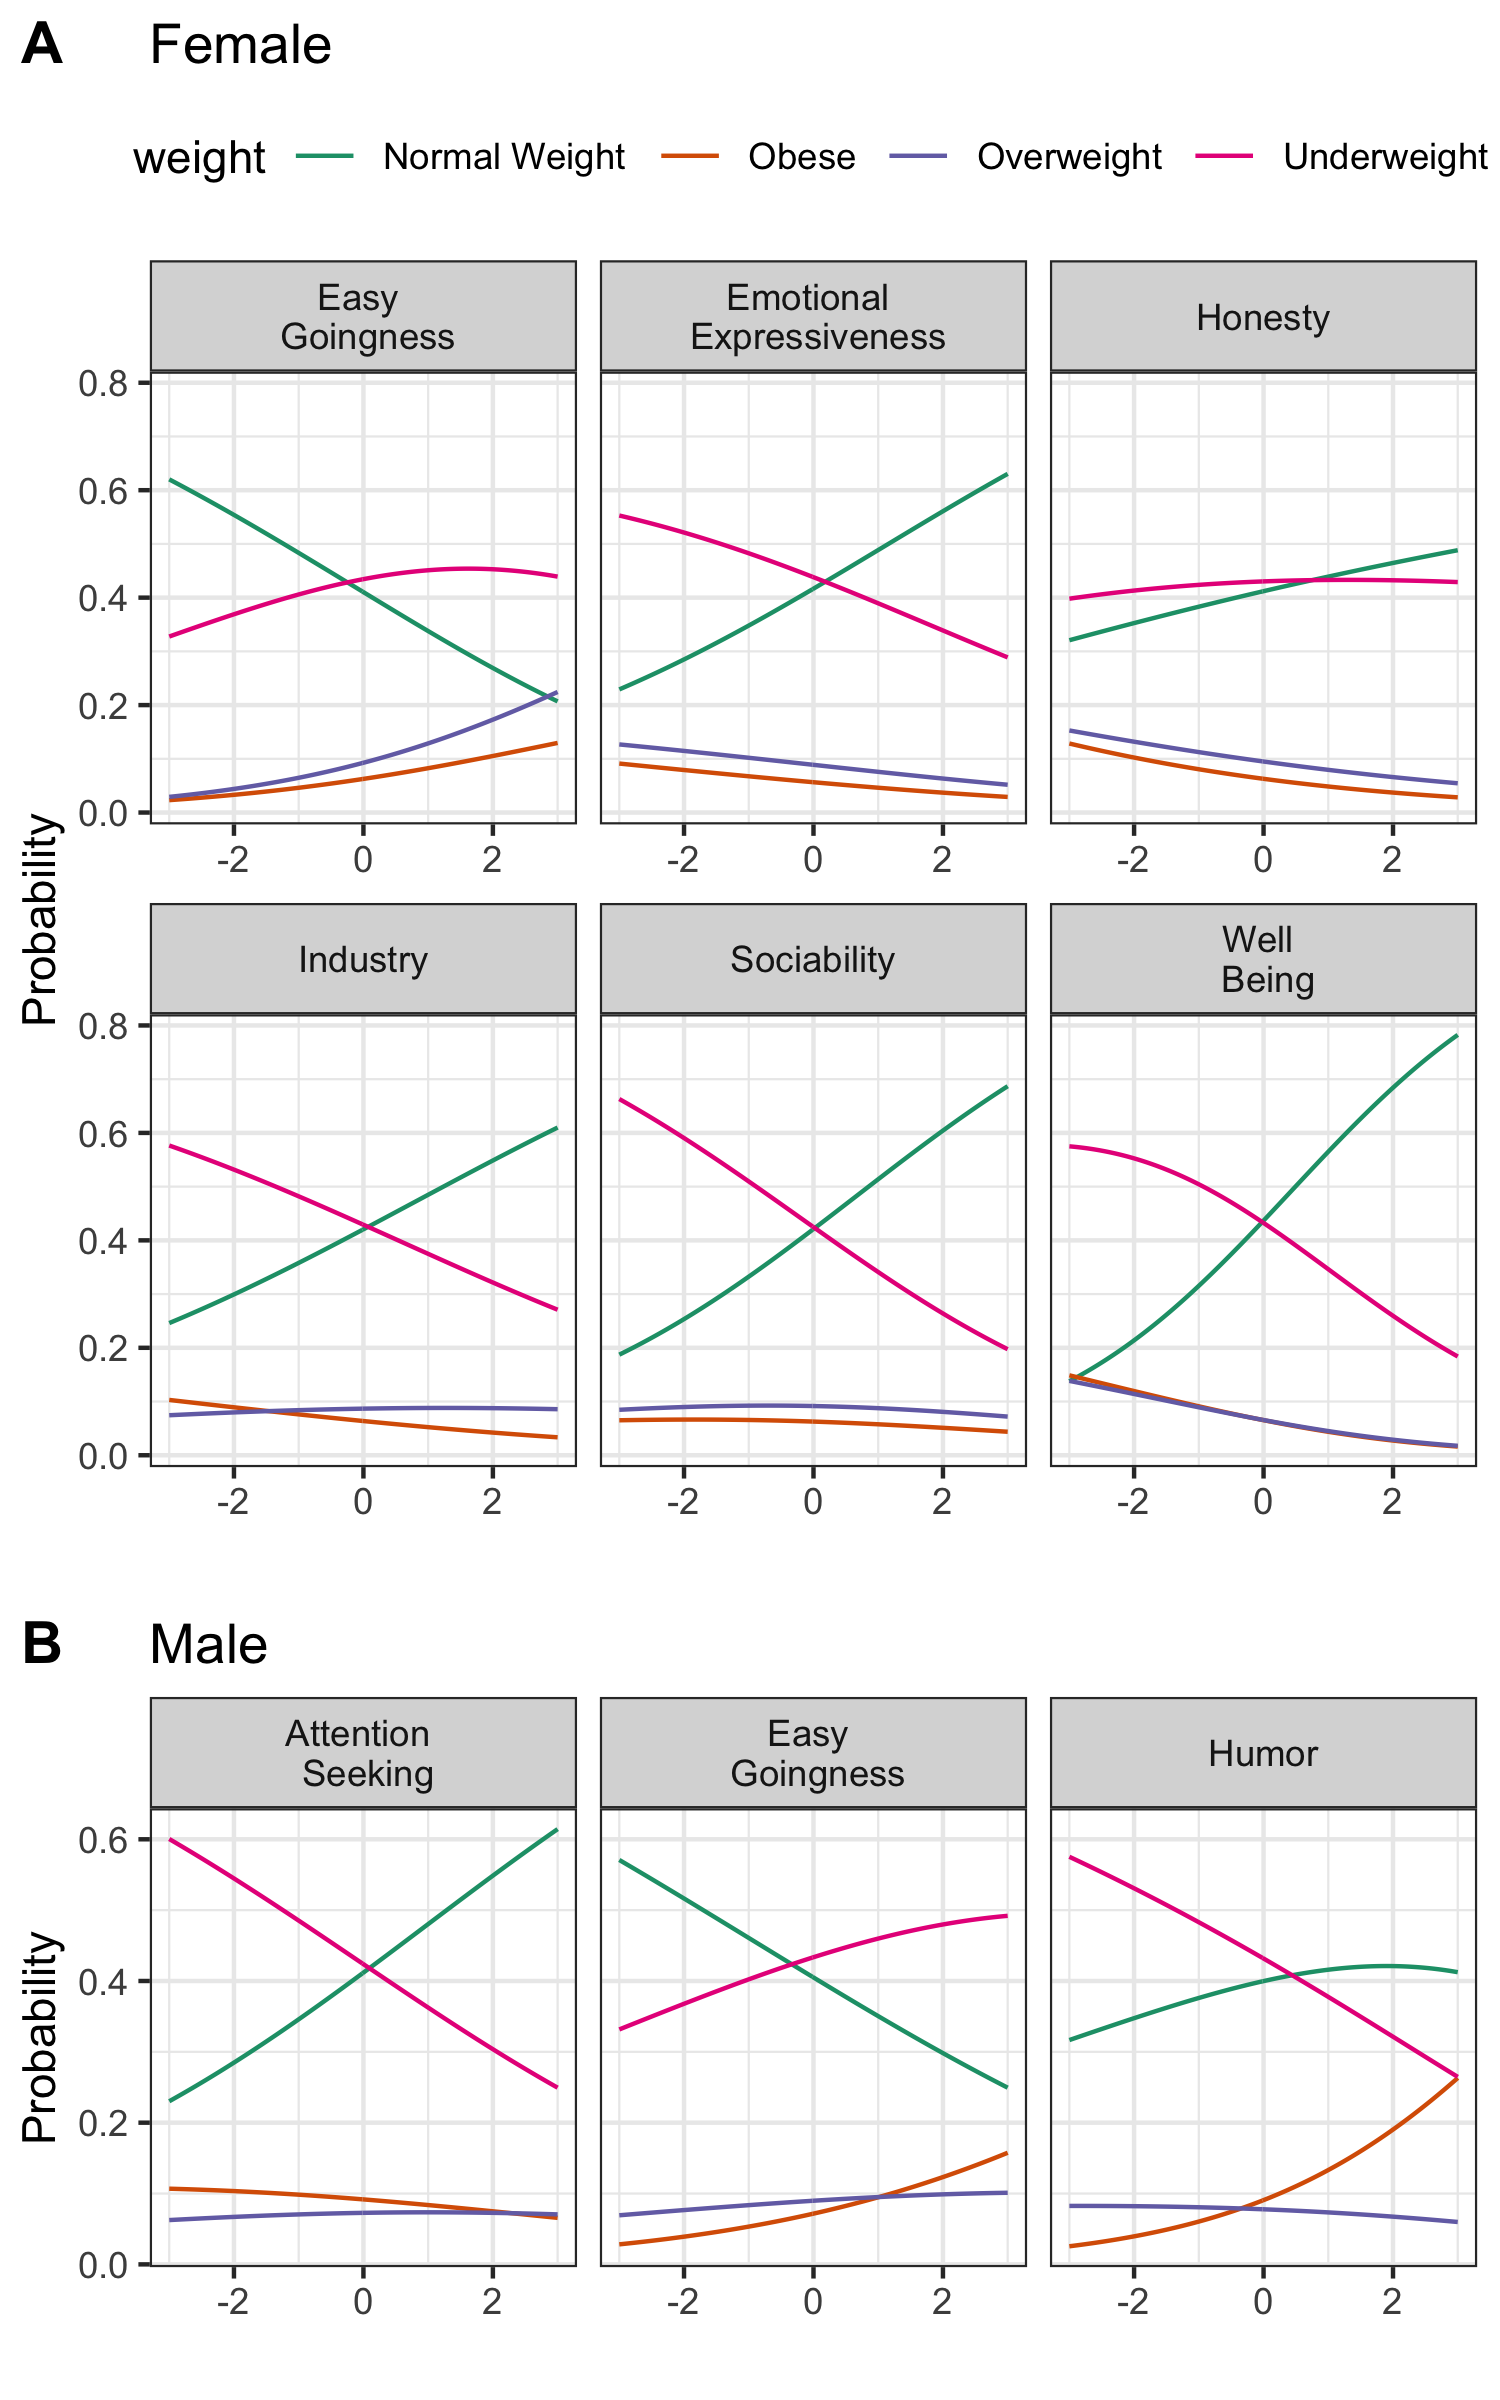 A Female
weight Normal Weight Obese Overweight Underweight
Easy
Goingness
Emotional
Expressiveness
Honesty
0.8
0.6
0.4
0.2
0.0
-2 0 2
-2 0 2
-2 0 2
Probability
Industry
Sociability
Well
Being
0.8
0.6
0.4
0.2
0.0
-2 0 2
-2 0 2
-2 0 2
B Male
Attention
Seeking
Easy
Goingness
Humor
0.6
0.4
0.2
0.0
Probability
-2 0 2
-2 0 2
-2 0 2